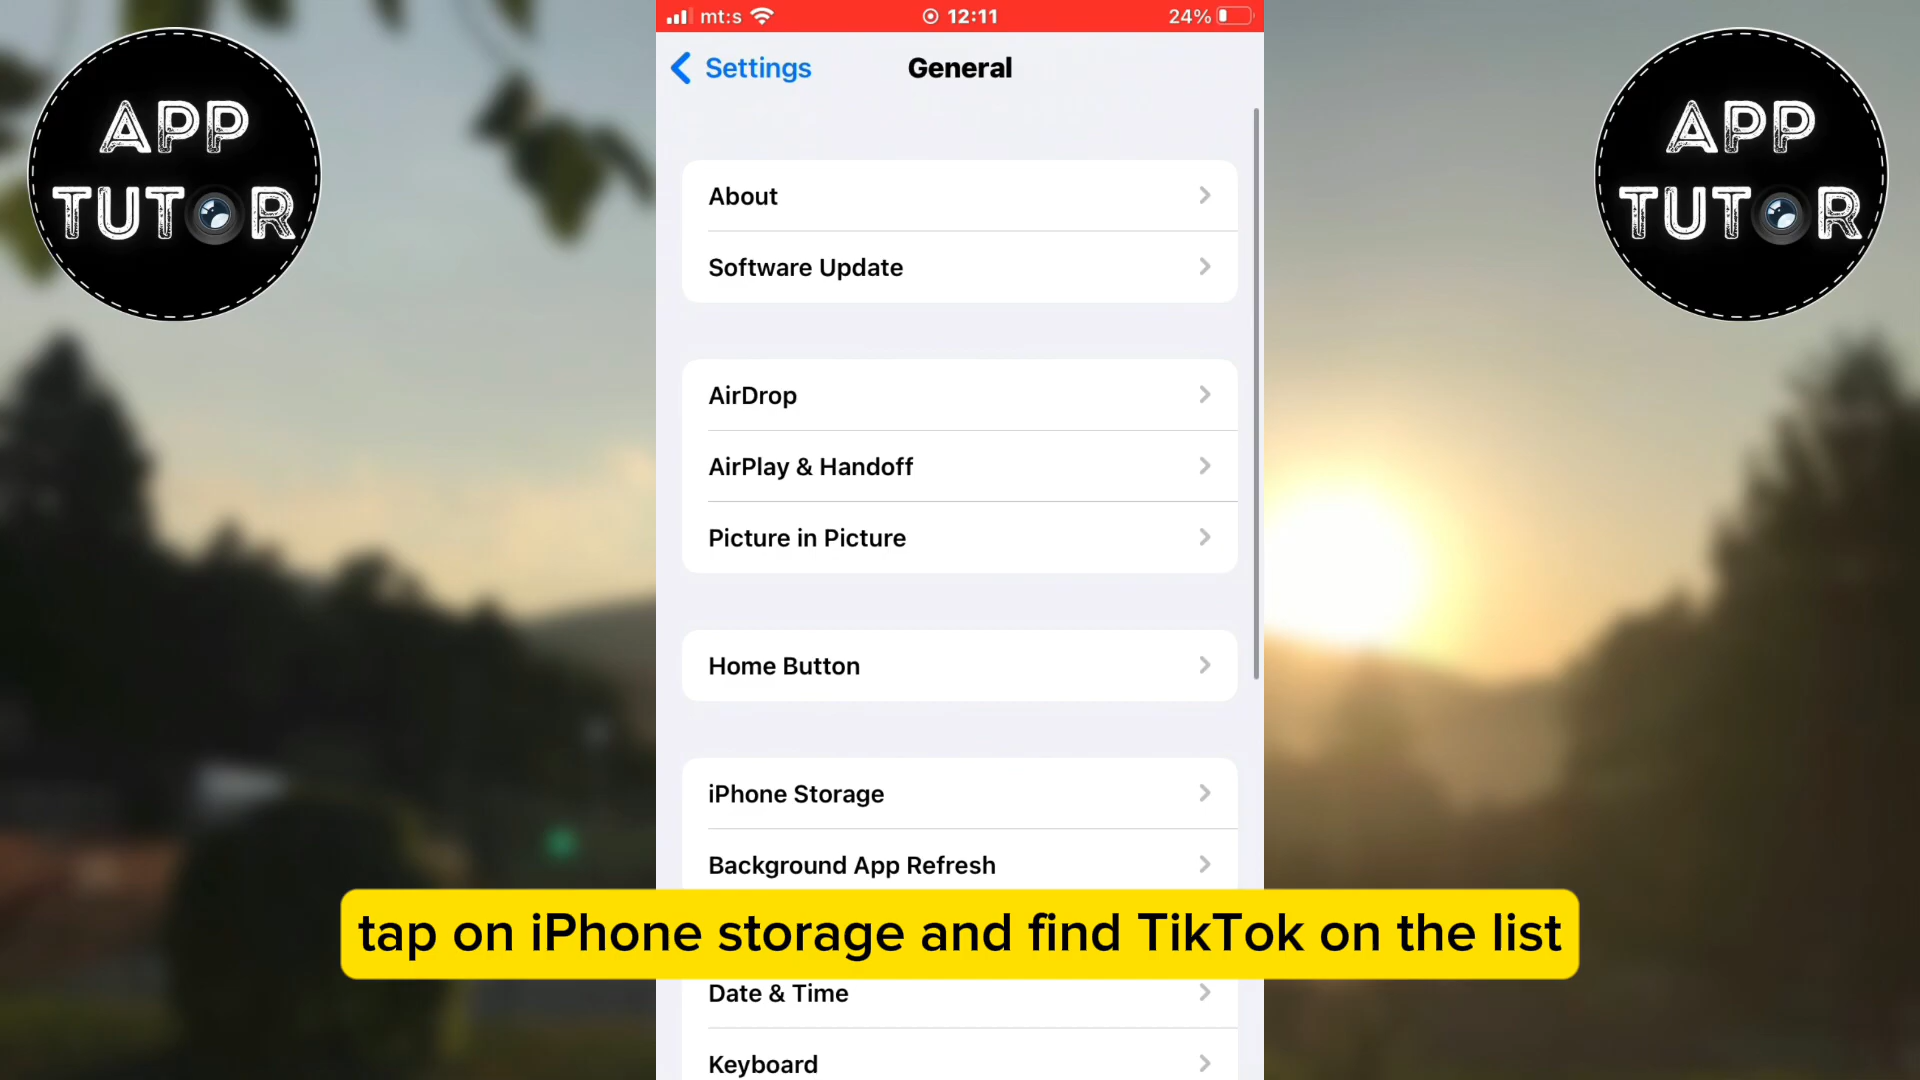 mt:s
12:11
24%
APP
TUTOR
APP
TUTOR
Settings
General
About
Software Update
AirDrop
AirPlay & Handoff
Picture in Picture
Home Button
iPhone Storage
Background App Refresh
tap on iPhone storage and find TikTok on the list
Date & Time
Keyboard